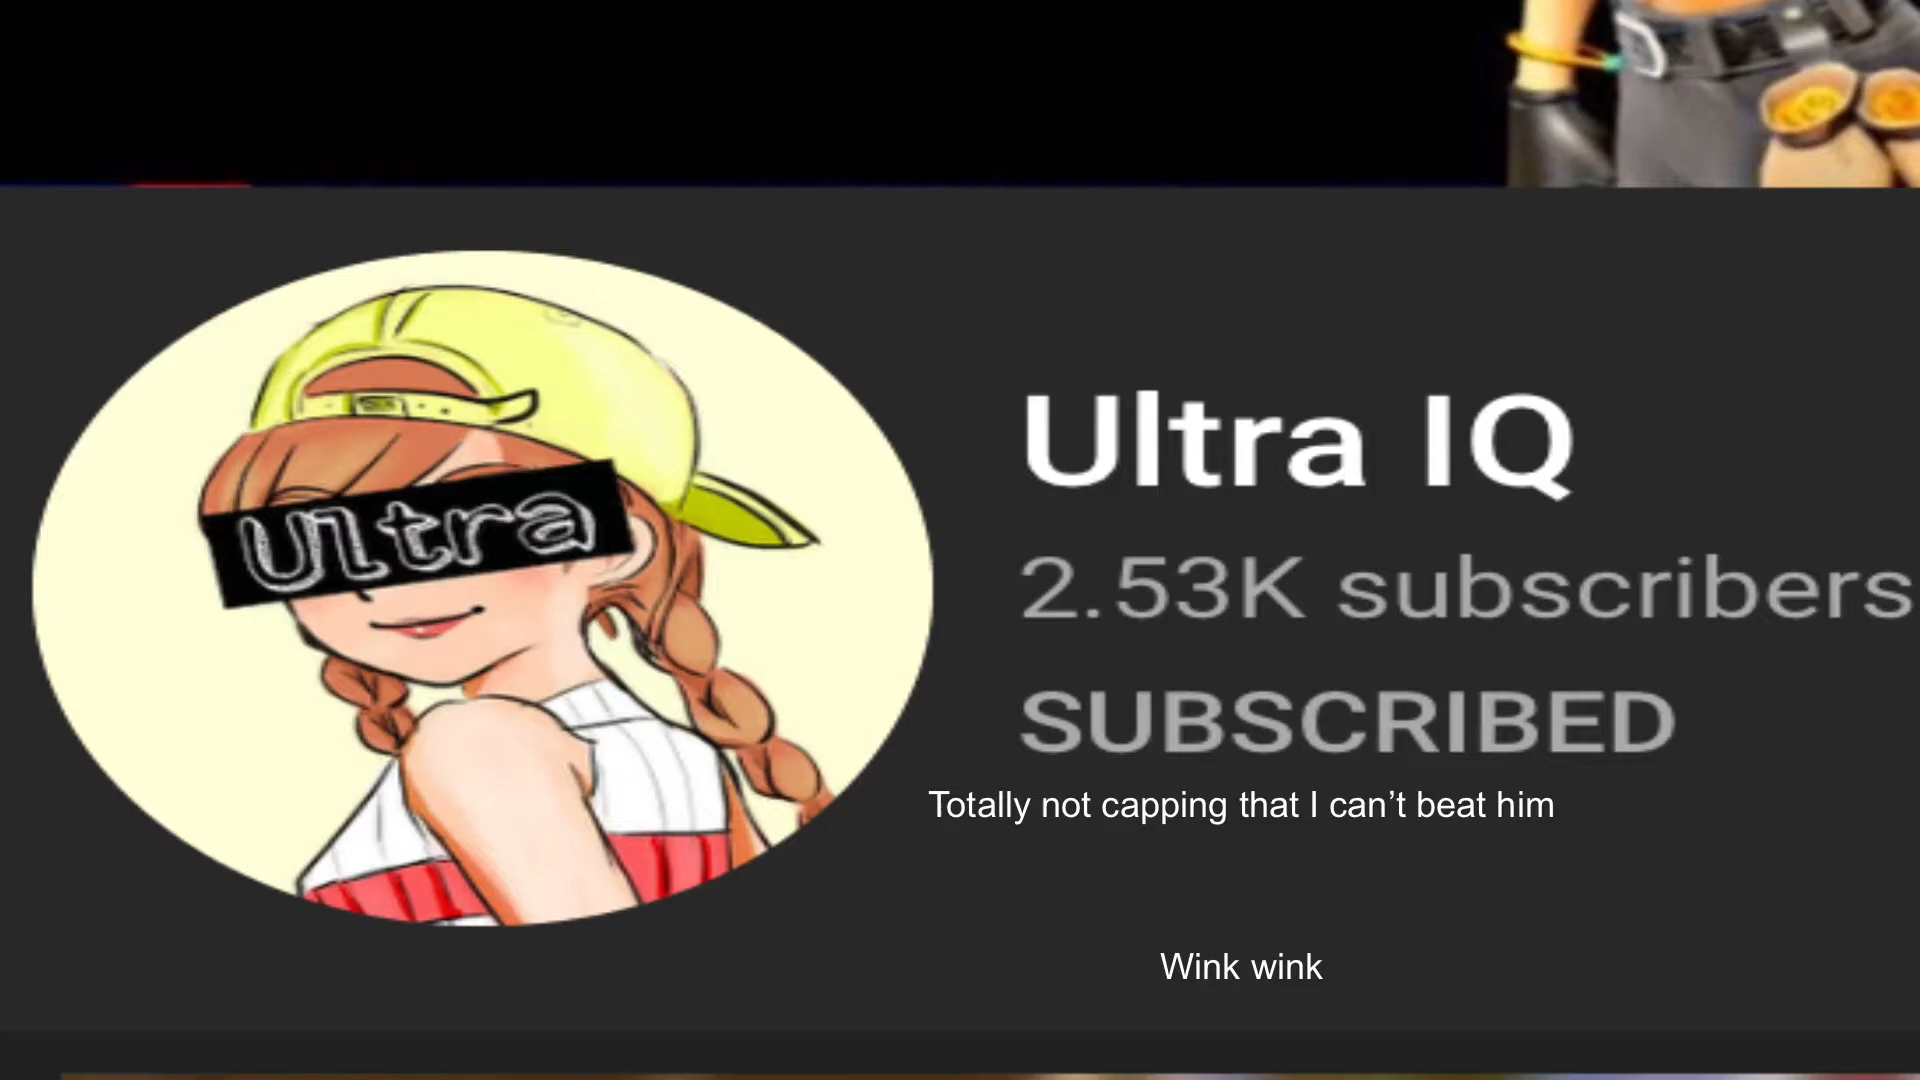 Ultra
Ultra IQ
2.53K subscribers
SUBSCRIBED
Totally not capping that I can’t beat him
Wink wink